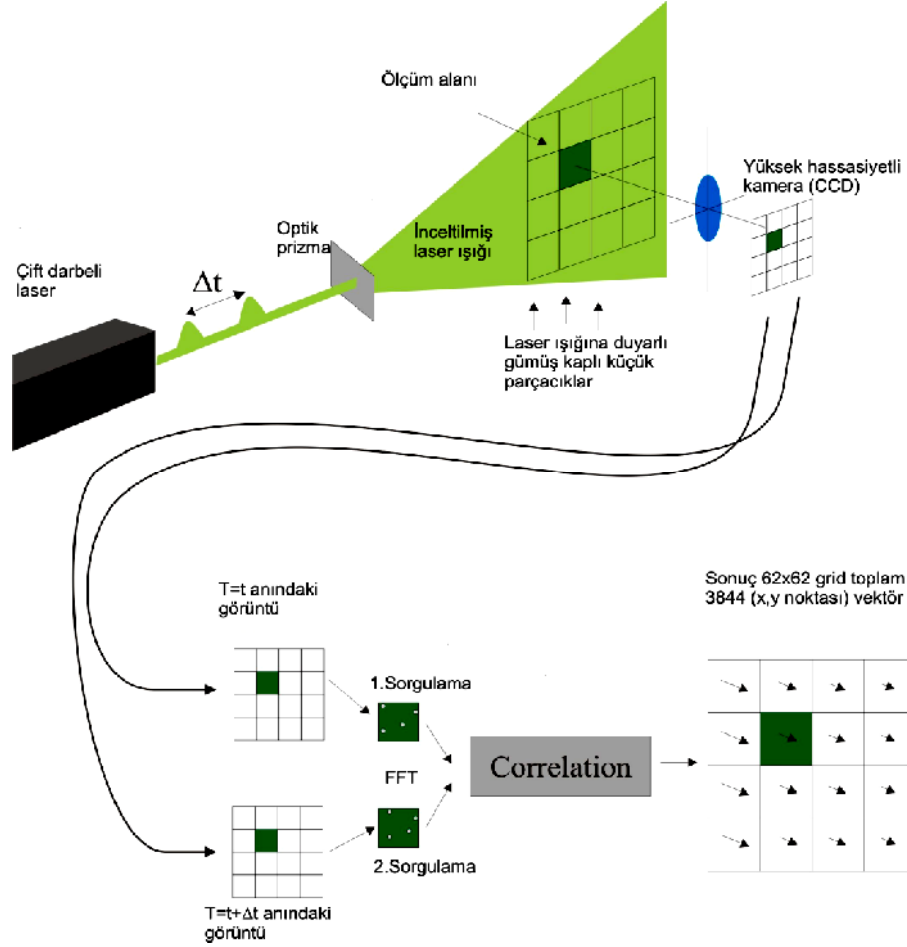 Ölçüm alanı
Yüksek hassasiyetli
kamera (CCD)
Optik
prizma
İnceltilmiş
laser ışığı
Çift darbeli
laser
Δt
Laser ışığına duyarlı
gümüş kaplı küçük
parçacıklar
T=t anındaki
görüntü
Sonuç 62x62 grid toplam
3844 (x,y noktası) vektör
1.Sorgulama
FFT
Correlation
2.Sorgulama
T=t+Δt anındaki
görüntü